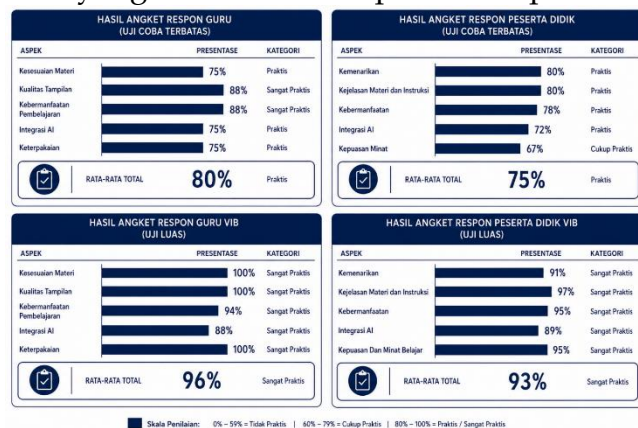 HASIL ANGKET RESPON GURU
(UJI COBA TERBATAS)
ASPEK PRESENTASE KATEGORI
Kesesuaian Materi 75% Praktis
Kualitas Tampilan 88% Sangat Praktis
Kebermanfaatan
Pembelajaran 88% Sangat Praktis
Integrasi AI 75% Praktis
Keterpakaian 75% Praktis
RATA-RATA TOTAL 80% Praktis
HASIL ANGKET RESPON PESERTA DIDIK
(UJI COBA TERBATAS)
ASPEK PRESENTASE KATEGORI
Kemenarikan 80% Praktis
Kejelasan Materi dan Instruksi 80% Praktis
Kebermanfaatan 78% Praktis
Integrasi AI 72% Praktis
Kepuasan Minat 67% Cukup Praktis
RATA-RATA TOTAL 75% Praktis
HASIL ANGKET RESPON GURU VIB
(UJI LUAS)
ASPEK PRESENTASE KATEGORI
Kesesuaian Materi 100% Sangat Praktis
Kualitas Tampilan 100% Sangat Praktis
Kebermanfaatan
Pembelajaran 94% Sangat Praktis
Integrasi AI 88% Sangat Praktis
Keterpakaian 100% Sangat Praktis
RATA-RATA TOTAL 96% Sangat Praktis
HASIL ANGKET RESPON PESERTA DIDIK VIB
(UJI LUAS)
ASPEK PRESENTASE KATEGORI
Kemenarikan 91% Sangat Praktis
Kejelasan Materi dan Instruksi 97% Sangat Praktis
Kebermanfaatan 95% Sangat Praktis
Integrasi AI 89% Sangat Praktis
Kepuasan Dan Minat Belajar 95% Sangat Praktis
RATA-RATA TOTAL 93% Sangat Praktis
Skala Penilaian: 0% – 59% = Tidak Praktis | 60% – 79% = Cukup Praktis | 80% – 100% = Praktis / Sangat Praktis